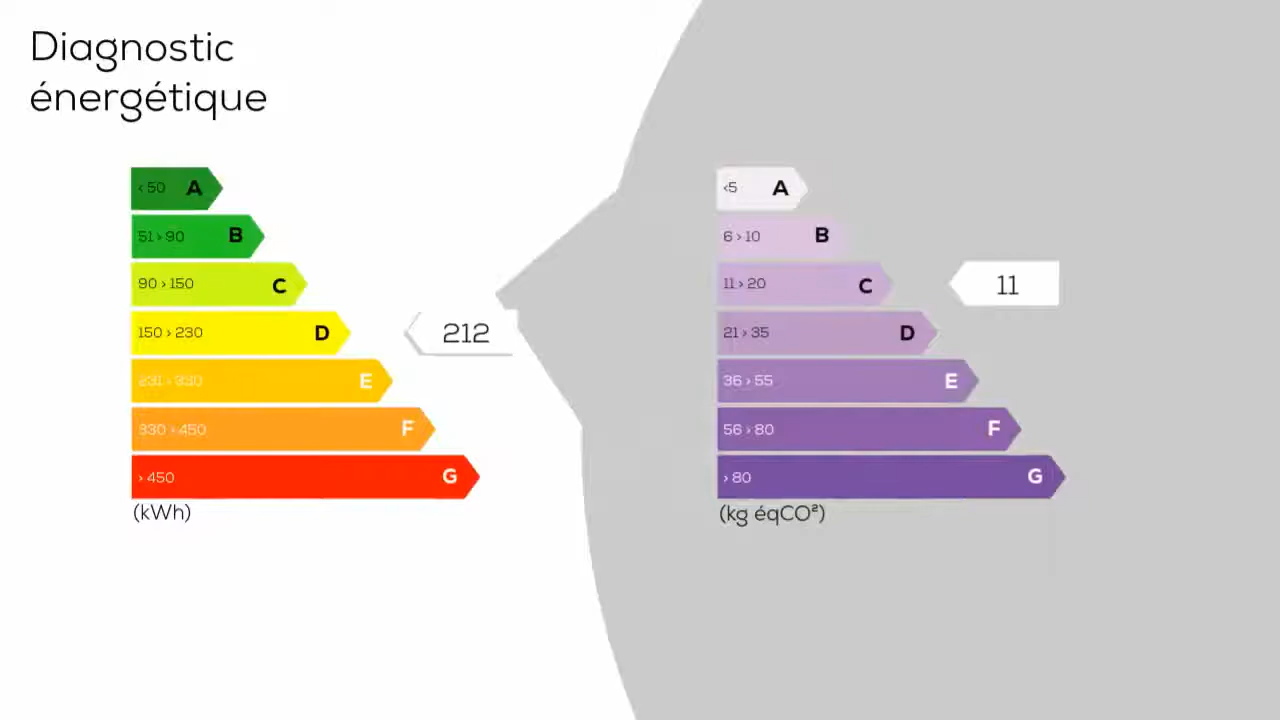 Diagnostic
énergétique
< 50 A
51 > 90 B
90 > 150 C
150 > 230 D
231 > 330 E
330 > 450 F
> 450 G
(kWh)
212
<5 A
6 > 10 B
11 > 20 C
21 > 35 D
36 > 55 E
56 > 80 F
> 80 G
(kg éqCO²)
11